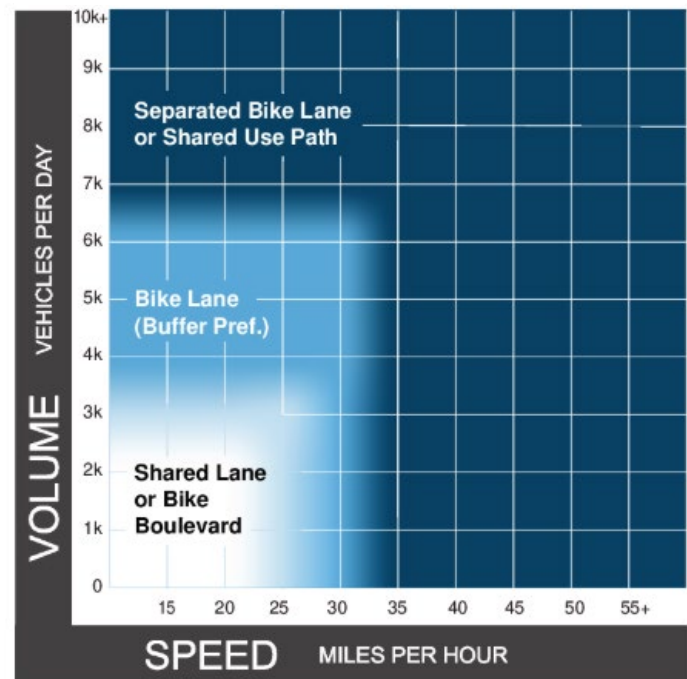 VOLUME VEHICLES PER DAY
10k+
9k
8k
7k
6k
5k
4k
3k
2k
1k
0
Separated Bike Lane
or Shared Use Path
Bike Lane
(Buffer Pref.)
Shared Lane
or Bike
Boulevard
15 20 25 30 35 40 45 50 55+
SPEED MILES PER HOUR